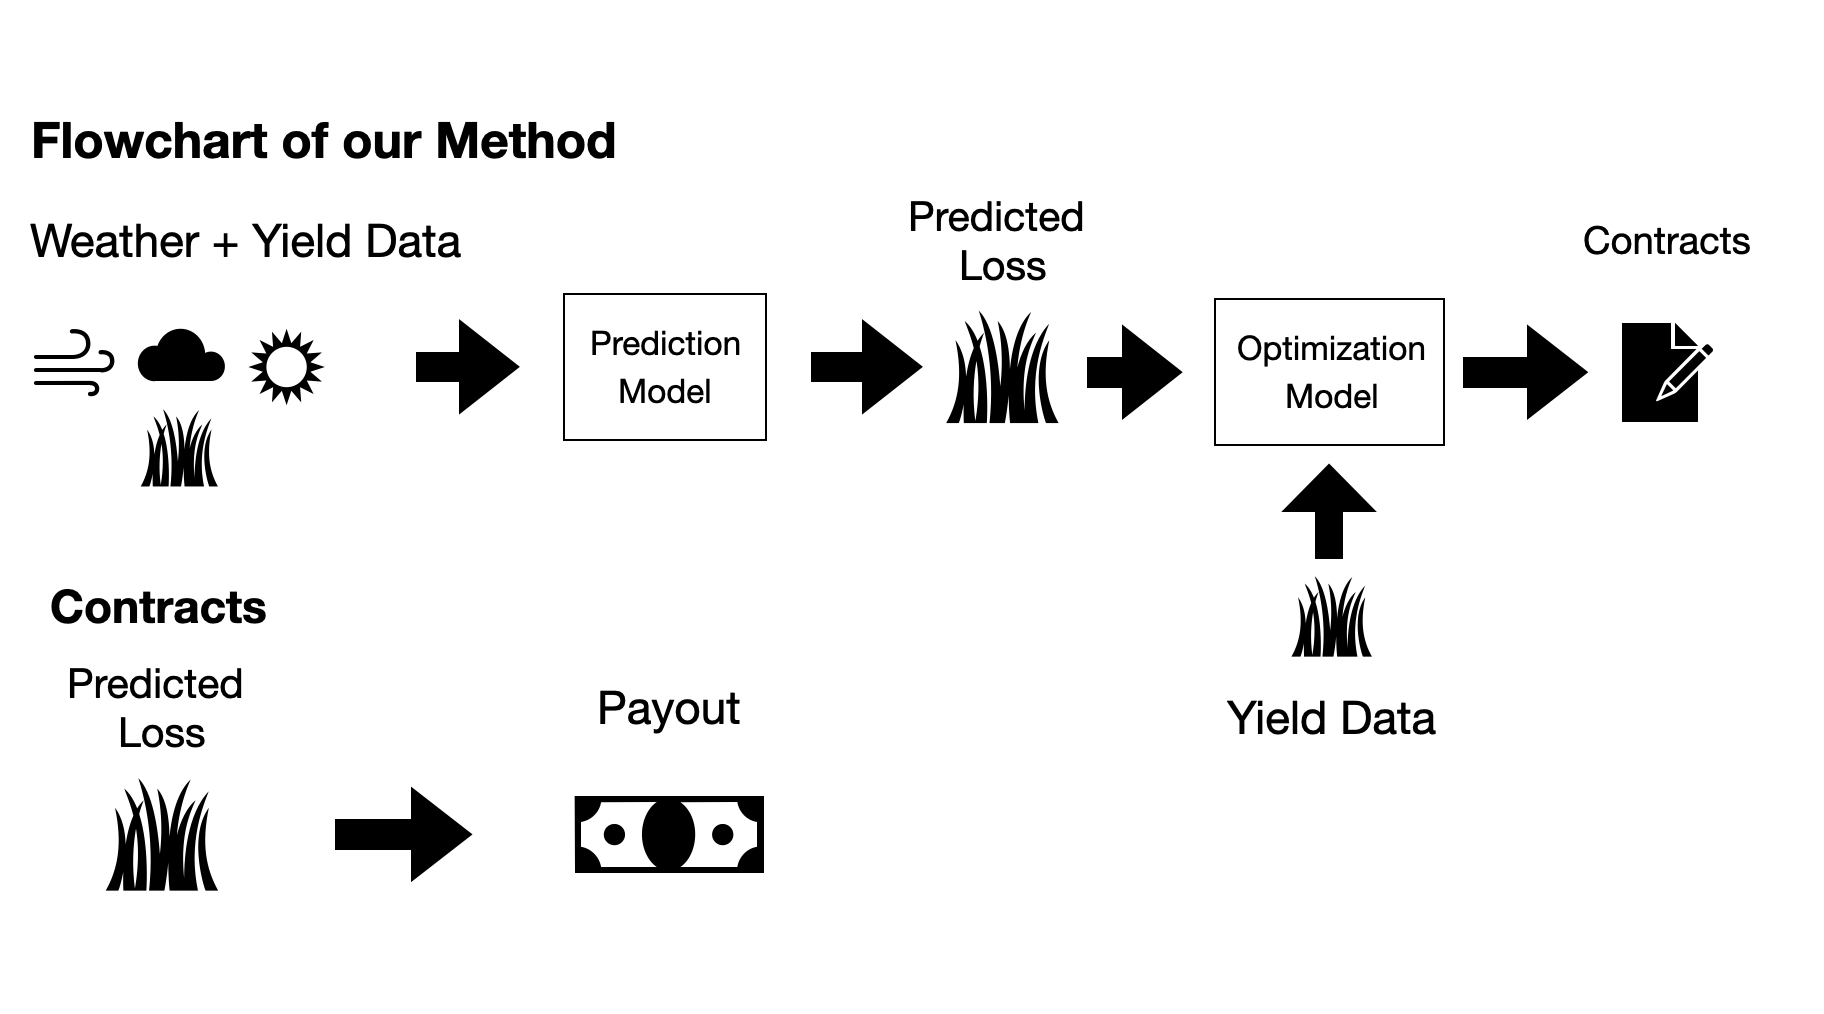 Flowchart of our Method
Weather + Yield Data
Predicted
Loss
Contracts
Prediction
Model
Optimization
Model
Yield Data
Contracts
Predicted
Loss
Payout